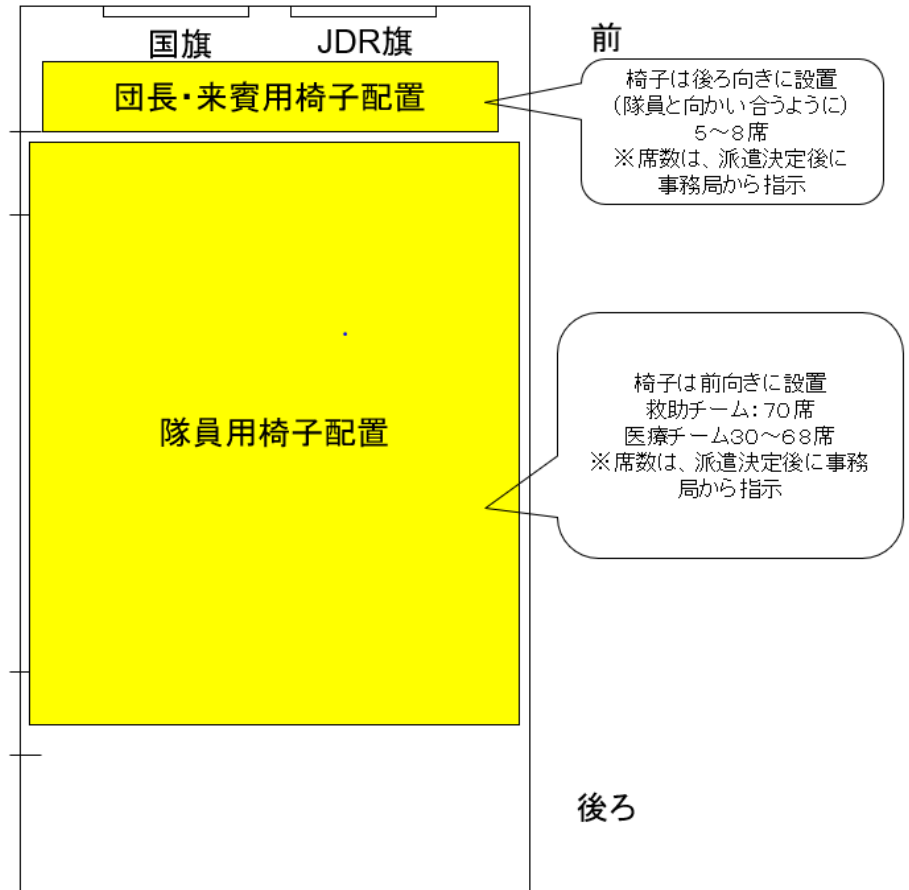 国旗
JDR旗
前
団長・来賓用椅子配置
椅子は後ろ向きに設置
(隊員と向かい合うように)
5～8席
※席数は、派遣決定後に
事務局から指示
隊員用椅子配置
椅子は前向きに設置
救助チーム：70席
医療チーム30～68席
※席数は、派遣決定後に事務
局から指示
後ろ